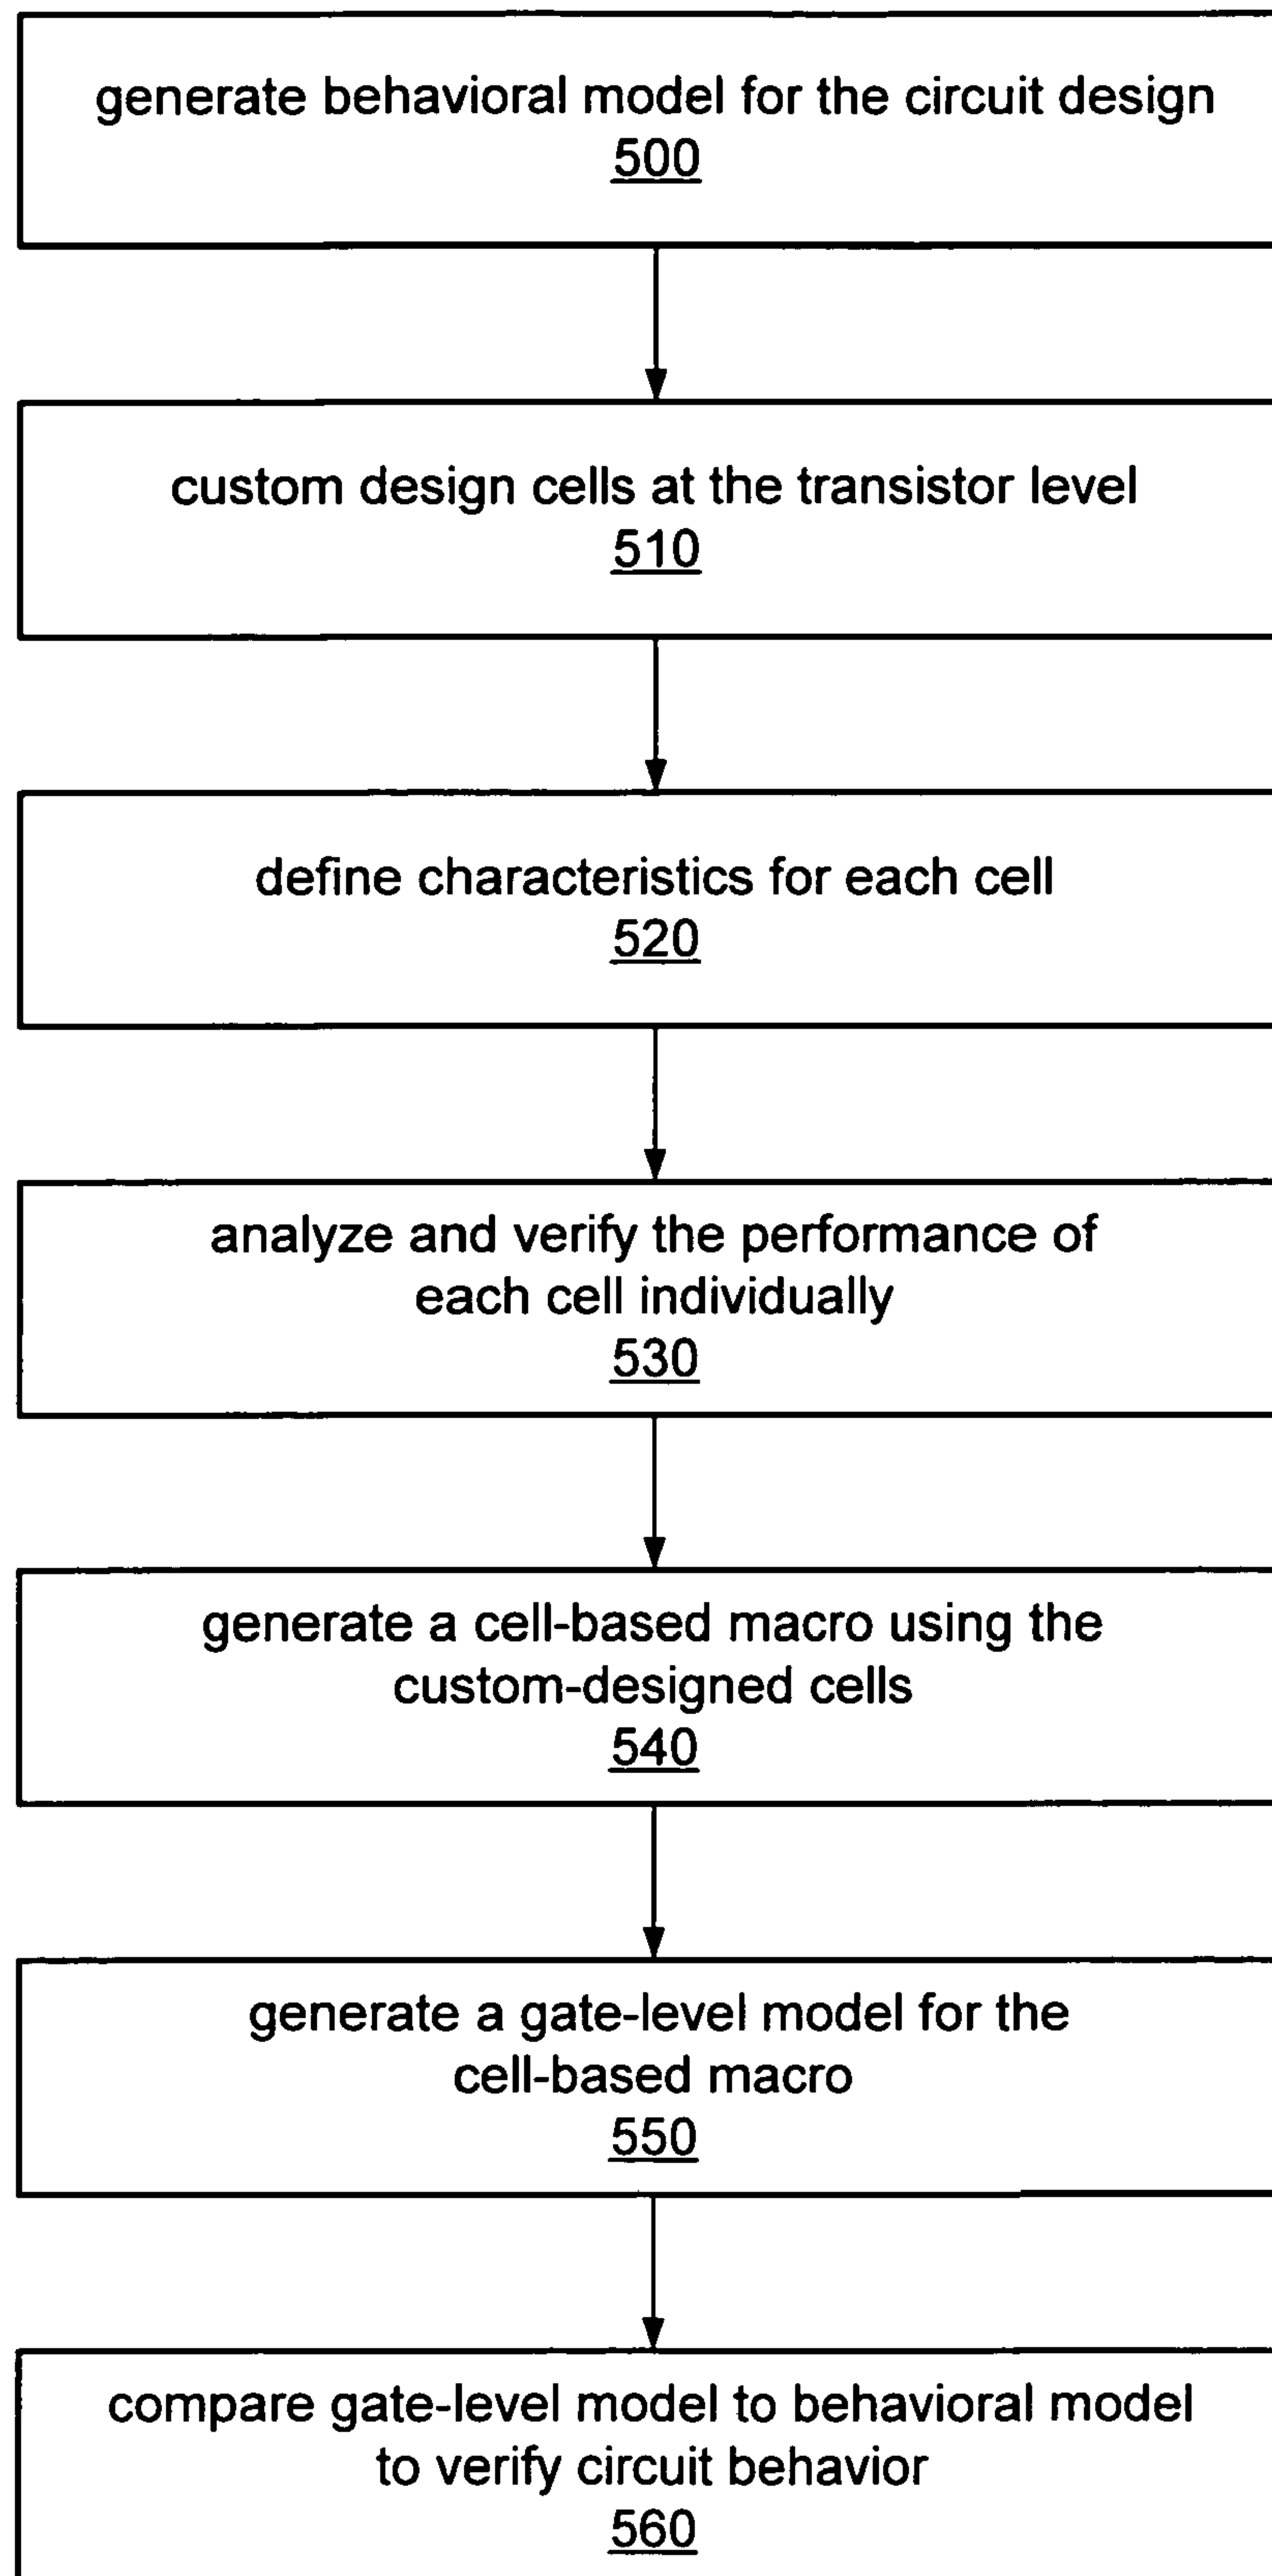 generate behavioral model for the circuit design
500
custom design cells at the transistor level
510
define characteristics for each cell
520
analyze and verify the performance of
each cell individually
530
generate a cell-based macro using the
custom-designed cells
540
generate a gate-level model for the
cell-based macro
550
compare gate-level model to behavioral model
to verify circuit behavior
560